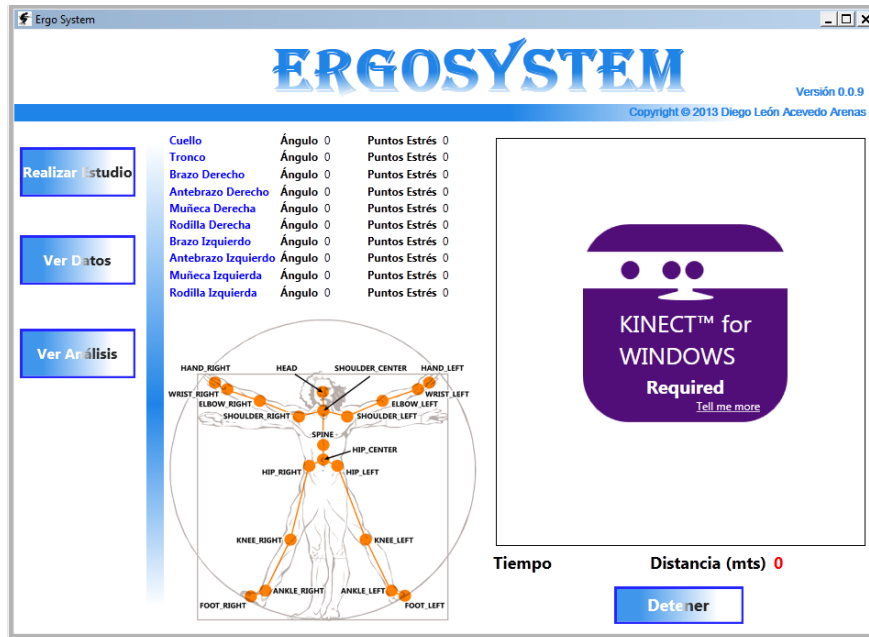 Ergo System
ERGOSYSTEM
Versión 0.0.9
Copyright © 2013 Diego León Acevedo Arenas
Realizar Estudio
Ver Datos
Ver Análisis
Cuello Ángulo 0 Puntos Estrés 0
Tronco Ángulo 0 Puntos Estrés 0
Brazo Derecho Ángulo 0 Puntos Estrés 0
Antebrazo Derecho Ángulo 0 Puntos Estrés 0
Muñeca Derecha Ángulo 0 Puntos Estrés 0
Rodilla Derecha Ángulo 0 Puntos Estrés 0
Brazo Izquierdo Ángulo 0 Puntos Estrés 0
Antebrazo Izquierdo Ángulo 0 Puntos Estrés 0
Muñeca Izquierda Ángulo 0 Puntos Estrés 0
Rodilla Izquierda Ángulo 0 Puntos Estrés 0
HAND_RIGHT HEAD SHOULDER_CENTER HAND_LEFT
WRIST_RIGHT WRIST_LEFT
ELBOW_RIGHT ELBOW_LEFT
SHOULDER_RIGHT SHOULDER_LEFT
SPINE
HIP_CENTER
HIP_RIGHT HIP_LEFT
KNEE_RIGHT KNEE_LEFT
ANKLE_RIGHT ANKLE_LEFT
FOOT_RIGHT FOOT_LEFT
KINECT™ for
WINDOWS
Required
Tell me more
Tiempo Distancia (mts) 0
Detener